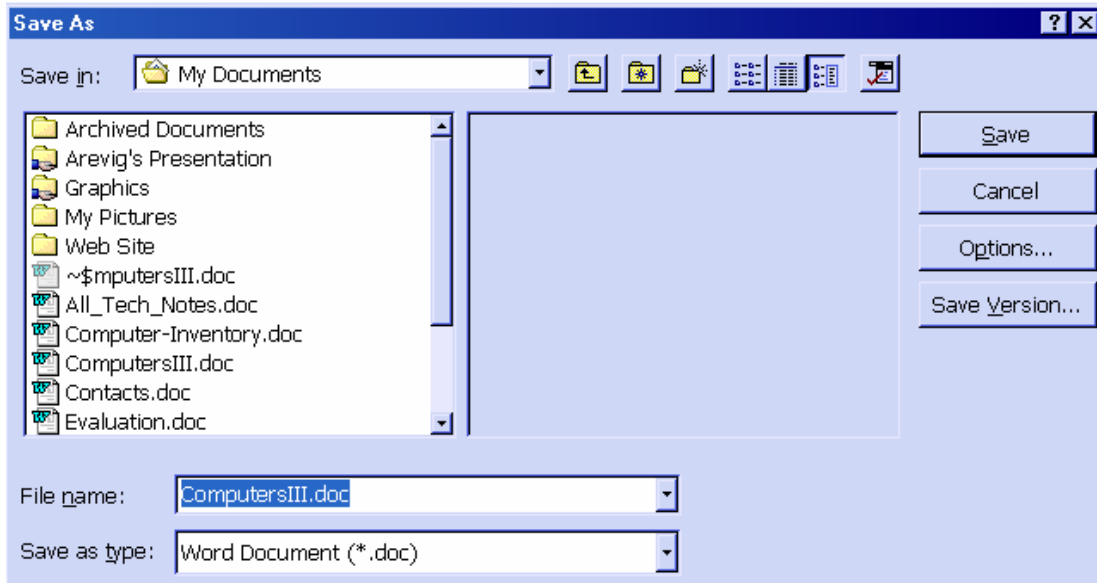 Save As
Save in: My Documents
Archived Documents
Arevig's Presentation
Graphics
My Pictures
Web Site
~$mputersIII.doc
All_Tech_Notes.doc
Computer-Inventory.doc
ComputersIII.doc
Contacts.doc
Evaluation.doc
Save
Cancel
Options...
Save Version...
File name: ComputersIII.doc
Save as type: Word Document (*.doc)